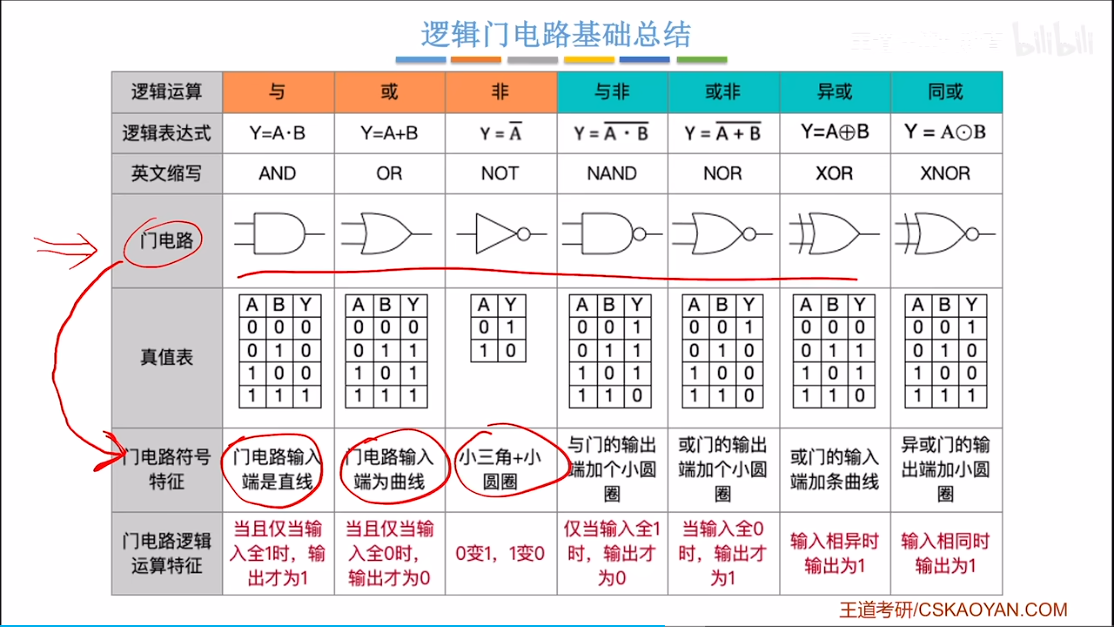 逻辑门电路基础总结
bilibili
逻辑运算 与 或 非 与非 或非 异或 同或
逻辑表达式 Y=A·B Y=A+B Y = A̅ Y = A̅ ̅·̅ ̅B̅ Y = A̅ ̅+̅ ̅B̅ Y=A⊕B Y = A⊙B
英文缩写 AND OR NOT NAND NOR XOR XNOR
门电路
真值表
A B Y A B Y A Y A B Y A B Y A B Y A B Y
0 0 0 0 0 0 0 1 0 0 1 0 0 1 0 0 0 0 0 1
0 1 0 0 1 1 1 0 0 1 1 0 1 0 0 1 1 0 1 0
1 0 0 1 0 1 1 0 1 1 0 0 1 0 1 1 0 0
1 1 1 1 1 1 1 1 0 1 1 0 1 1 0 1 1 1
门电路符号
特征
门电路输入
端是直线
门电路输入
端为曲线
小三角+小
圆圈
与门的输出
端加个小圆
圈
或门的输出
端加个小圆
圈
或门的输入
端加条曲线
异或门的输
出端加小圆
圈
门电路逻辑
运算特征
当且仅当输
入全1时，输
出才为1
当且仅当输
入全0时，
输出才为0
0变1，1变0
仅当输入全1
时，输出才
为0
当输入全0
时，输出才
为1
输入相异时
输出为1
输入相同时
输出为1
王道考研/CSKAOYAN.COM